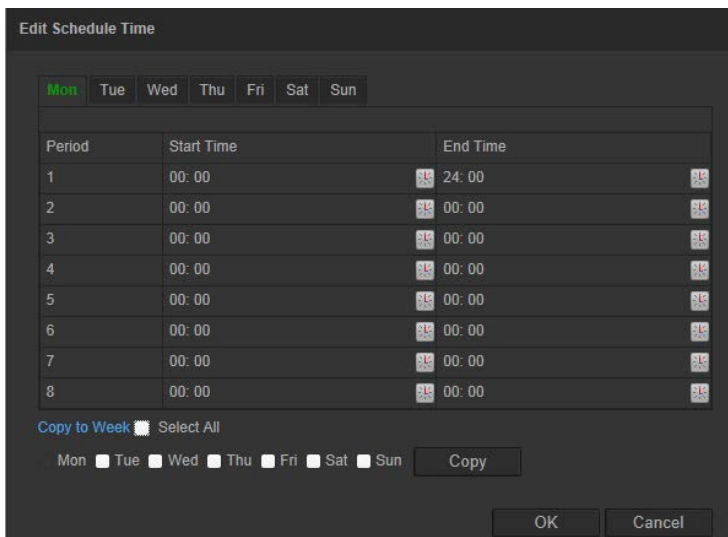 Edit Schedule Time
Mon Tue Wed Thu Fri Sat Sun
Period Start Time End Time
1 00: 00 24: 00
2 00: 00 00: 00
3 00: 00 00: 00
4 00: 00 00: 00
5 00: 00 00: 00
6 00: 00 00: 00
7 00: 00 00: 00
8 00: 00 00: 00
Copy to Week Select All
Mon Tue Wed Thu Fri Sat Sun Copy
OK Cancel